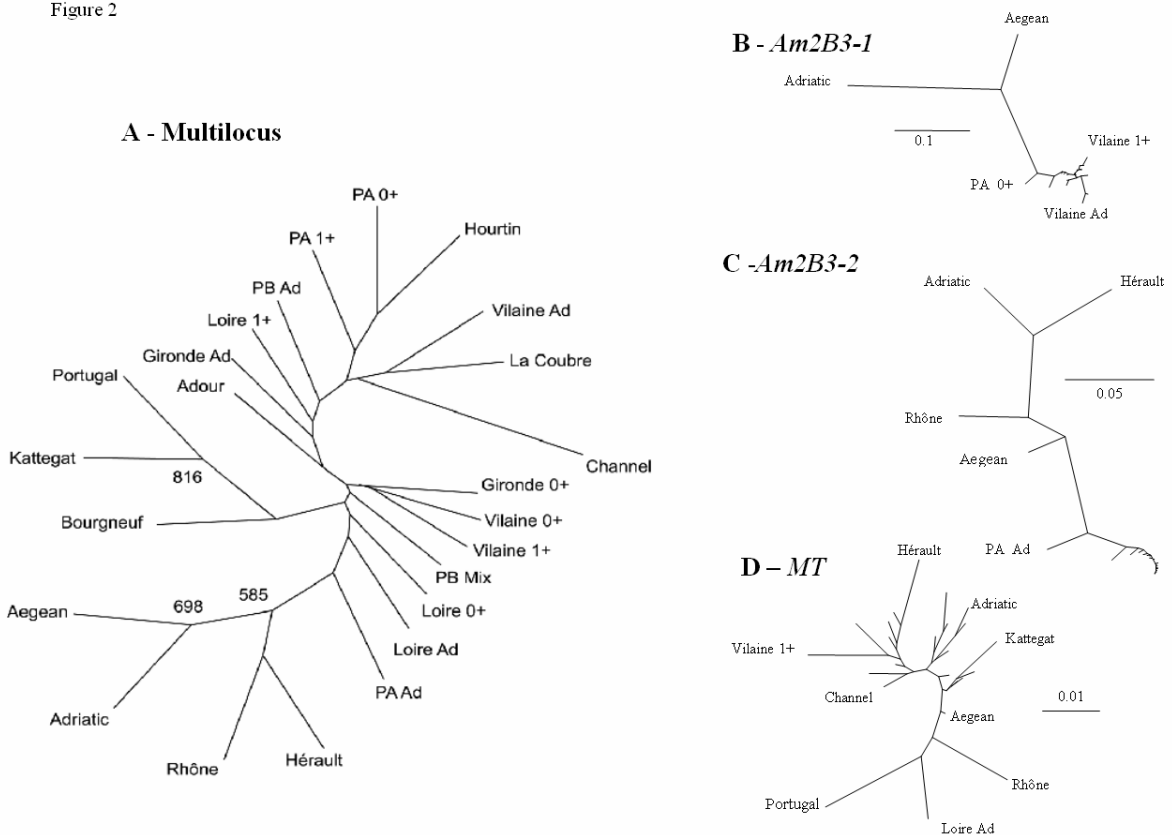 Figure 2
A - Multilocus
PA 0+
Hourtin
PA 1+
PB Ad
Vilaine Ad
Loire 1+
La Coubre
Gironde Ad
Portugal
Adour
Kattegat
816
Channel
Gironde 0+
Bourgneuf
Vilaine 0+
Vilaine 1+
PB Mix
Loire 0+
Aegean
698
585
Loire Ad
PA Ad
Adriatic
Rhône
Hérault
B - Am2B3-1
Aegean
Adriatic
0.1
Vilaine 1+
PA 0+
Vilaine Ad
C -Am2B3-2
Adriatic
Hérault
0.05
Rhône
Aegean
PA Ad
D – MT
Hérault
Adriatic
Vilaine 1+
Kattegat
Channel
0.01
Aegean
Rhône
Portugal
Loire Ad